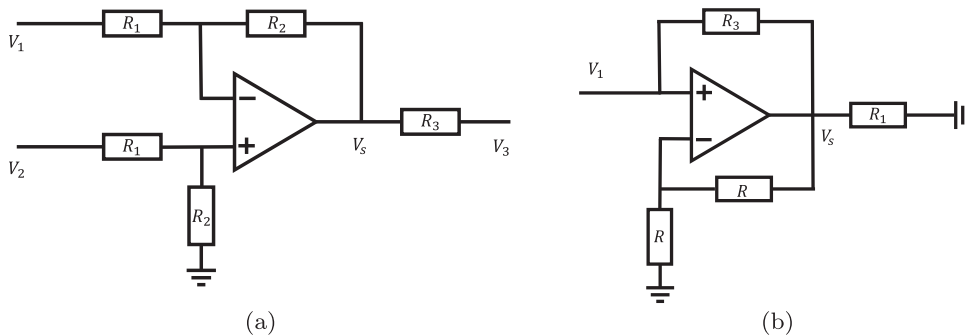 V₁
R₁
R₂
−
+
V₂
R₁
R₂
Vₛ
R₃
V₃
(a)
R₃
V₁
+
−
Vₛ
R₁
R
R
(b)